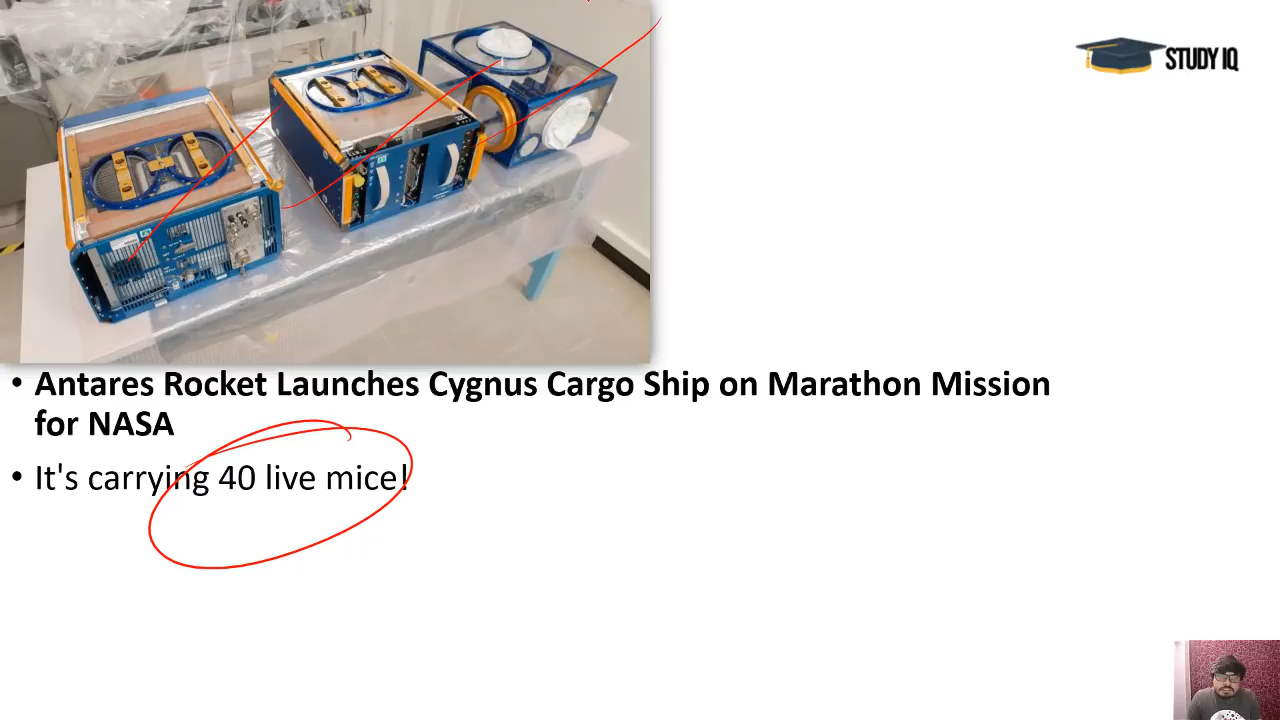 STUDY IQ
• Antares Rocket Launches Cygnus Cargo Ship on Marathon Mission
for NASA
• It's carrying 40 live mice!